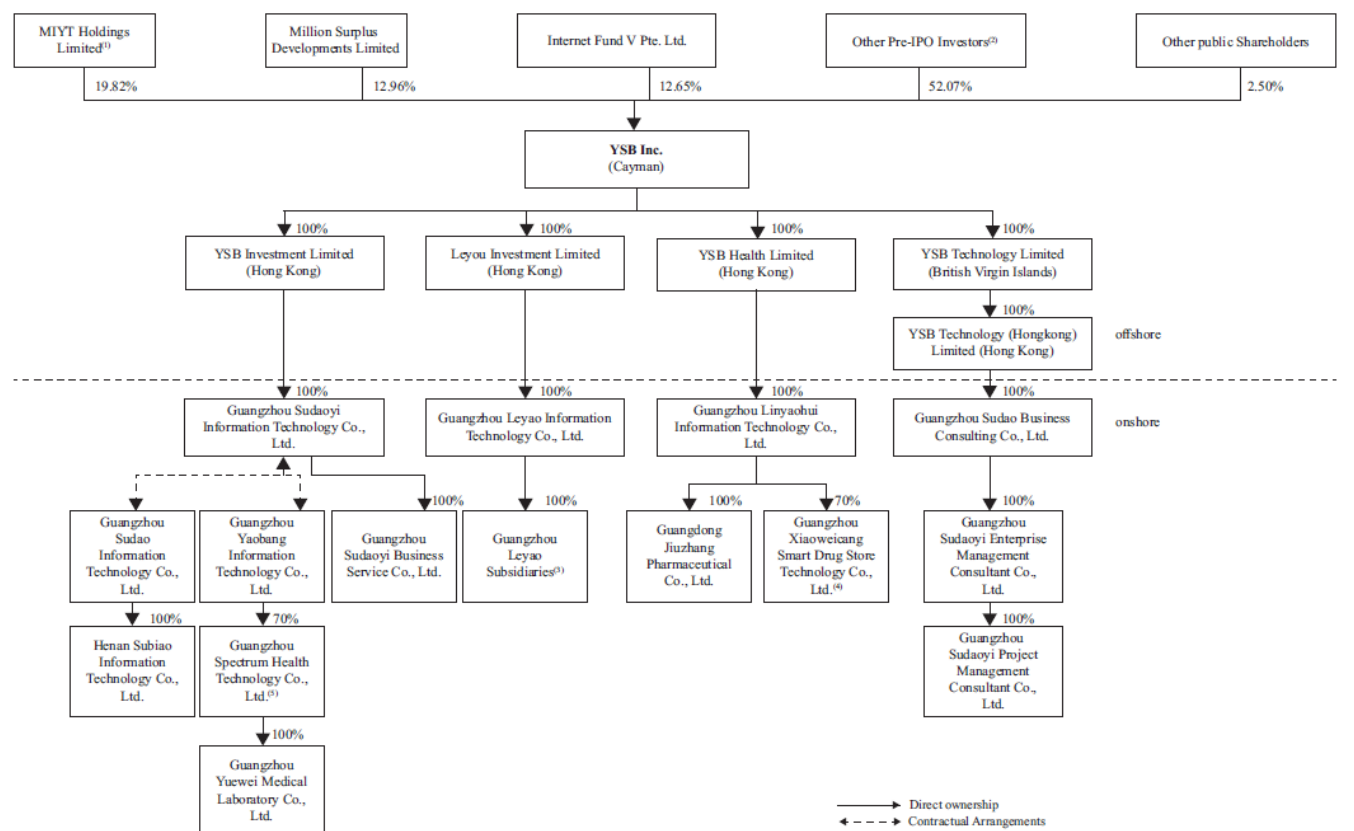 MIYT Holdings
Limited(1)
Million Surplus
Developments Limited
Internet Fund V Pte. Ltd.
Other Pre-IPO Investors(2)
Other public Shareholders
19.82%
12.96%
12.65%
52.07%
2.50%
YSB Inc.
(Cayman)
100%
100%
100%
100%
YSB Investment Limited
(Hong Kong)
Leyou Investment Limited
(Hong Kong)
YSB Health Limited
(Hong Kong)
YSB Technology Limited
(British Virgin Islands)
100%
YSB Technology (Hongkong)
Limited (Hong Kong)
offshore
100%
100%
100%
100%
Guangzhou Sudaoyi
Information Technology Co.,
Ltd.
Guangzhou Leyao Information
Technology Co., Ltd.
Guangzhou Linyaohui
Information Technology Co.,
Ltd.
Guangzhou Sudao Business
Consulting Co., Ltd.
onshore
100%
100%
100%
70%
100%
Guangzhou
Sudao
Information
Technology Co.,
Ltd.
Guangzhou
Yaobang
Information
Technology Co.,
Ltd.
Guangzhou
Sudaoyi Business
Service Co., Ltd.
Guangzhou
Leyao
Subsidiaries(3)
Guangdong
Jiuzhang
Pharmaceutical
Co., Ltd.
Guangzhou
Xiaoweicang
Smart Drug Store
Technology Co.,
Ltd.(4)
Guangzhou
Sudaoyi Enterprise
Management
Consultant Co.,
Ltd.
100%
70%
100%
Henan Subiao
Information
Technology Co.,
Ltd.
Guangzhou
Spectrum Health
Technology Co.,
Ltd.(5)
Guangzhou
Sudaoyi Project
Management
Consultant Co.,
Ltd.
100%
Guangzhou
Yuewei Medical
Laboratory Co.,
Ltd.
Direct ownership
Contractual Arrangements